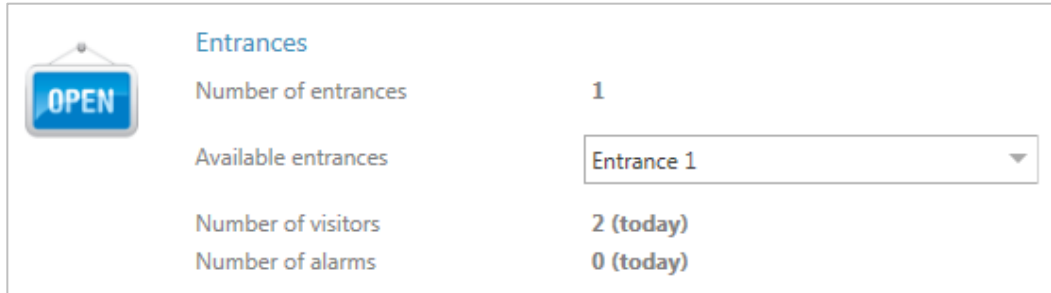 Entrances
OPEN
Number of entrances 1
Available entrances Entrance 1
Number of visitors 2 (today)
Number of alarms 0 (today)